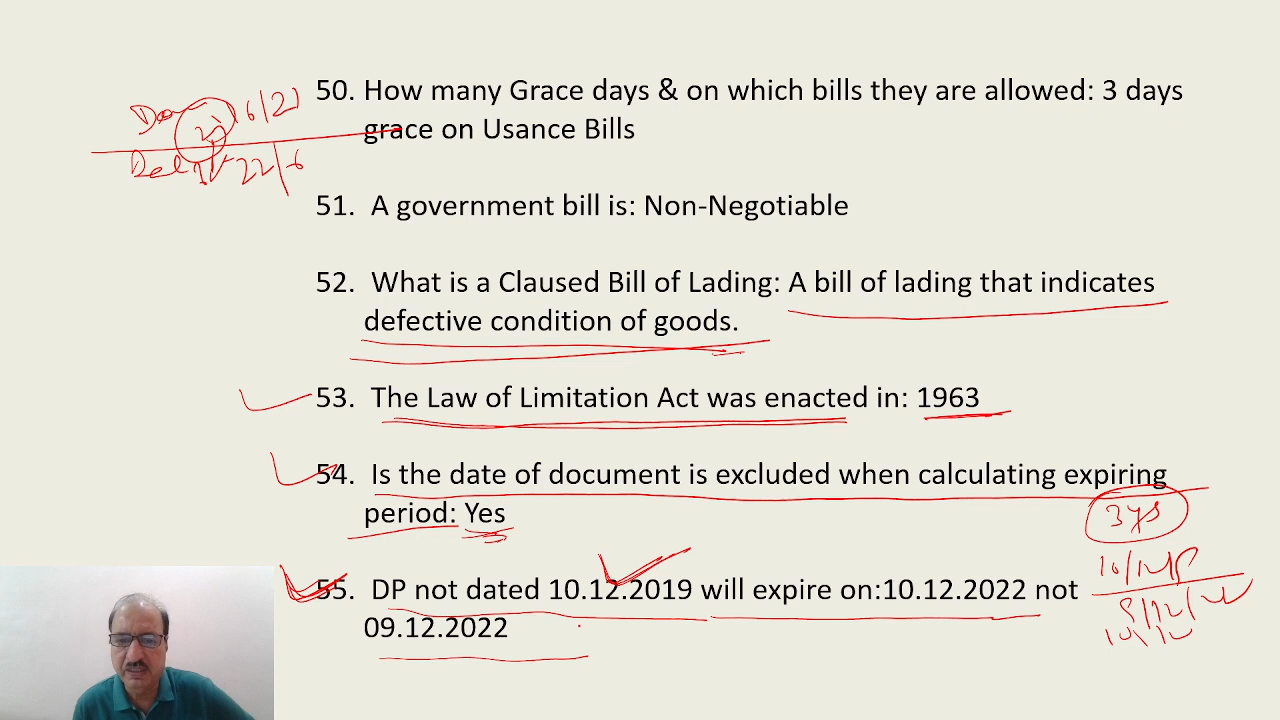 50. How many Grace days & on which bills they are allowed: 3 days
grace on Usance Bills
51. A government bill is: Non-Negotiable
52. What is a Claused Bill of Lading: A bill of lading that indicates
defective condition of goods.
53. The Law of Limitation Act was enacted in: 1963
54. Is the date of document is excluded when calculating expiring
period: Yes
3 ys
55. DP not dated 10.12.2019 will expire on:10.12.2022 not
09.12.2022